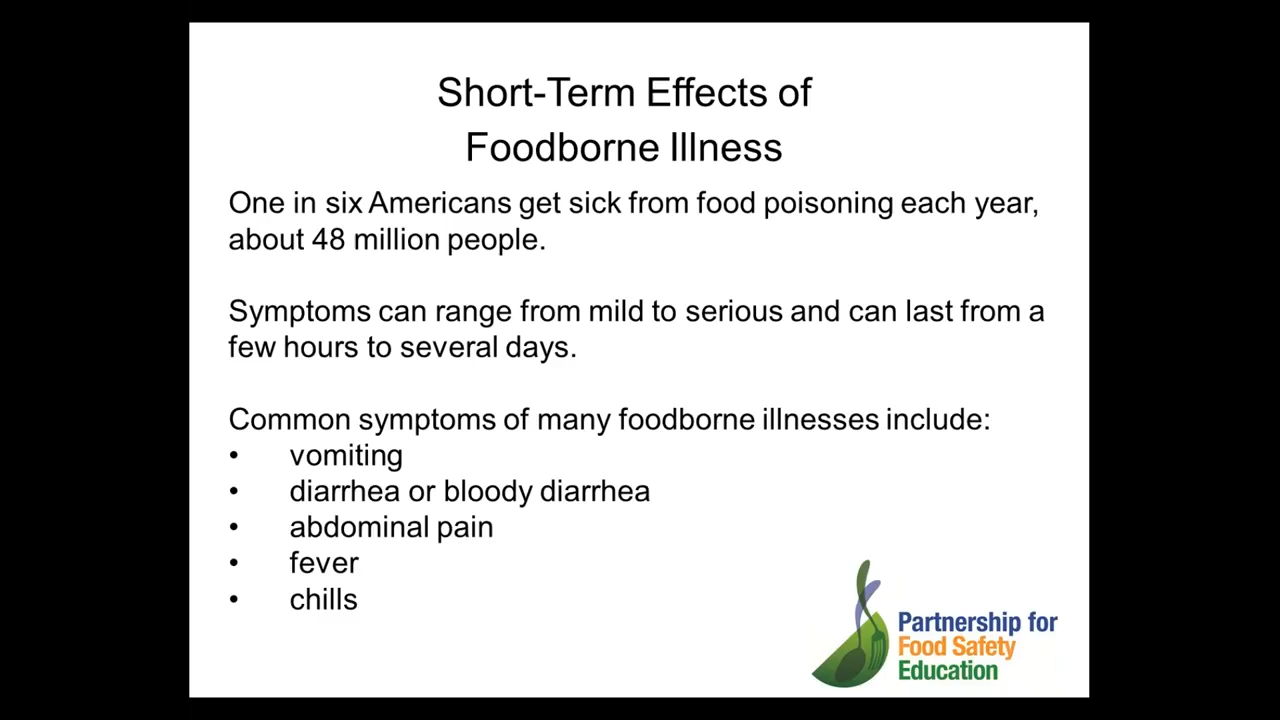 Short-Term Effects of
Foodborne Illness
One in six Americans get sick from food poisoning each year,
about 48 million people.
Symptoms can range from mild to serious and can last from a
few hours to several days.
Common symptoms of many foodborne illnesses include:
• vomiting
• diarrhea or bloody diarrhea
• abdominal pain
• fever
• chills
Partnership for
Food Safety
Education